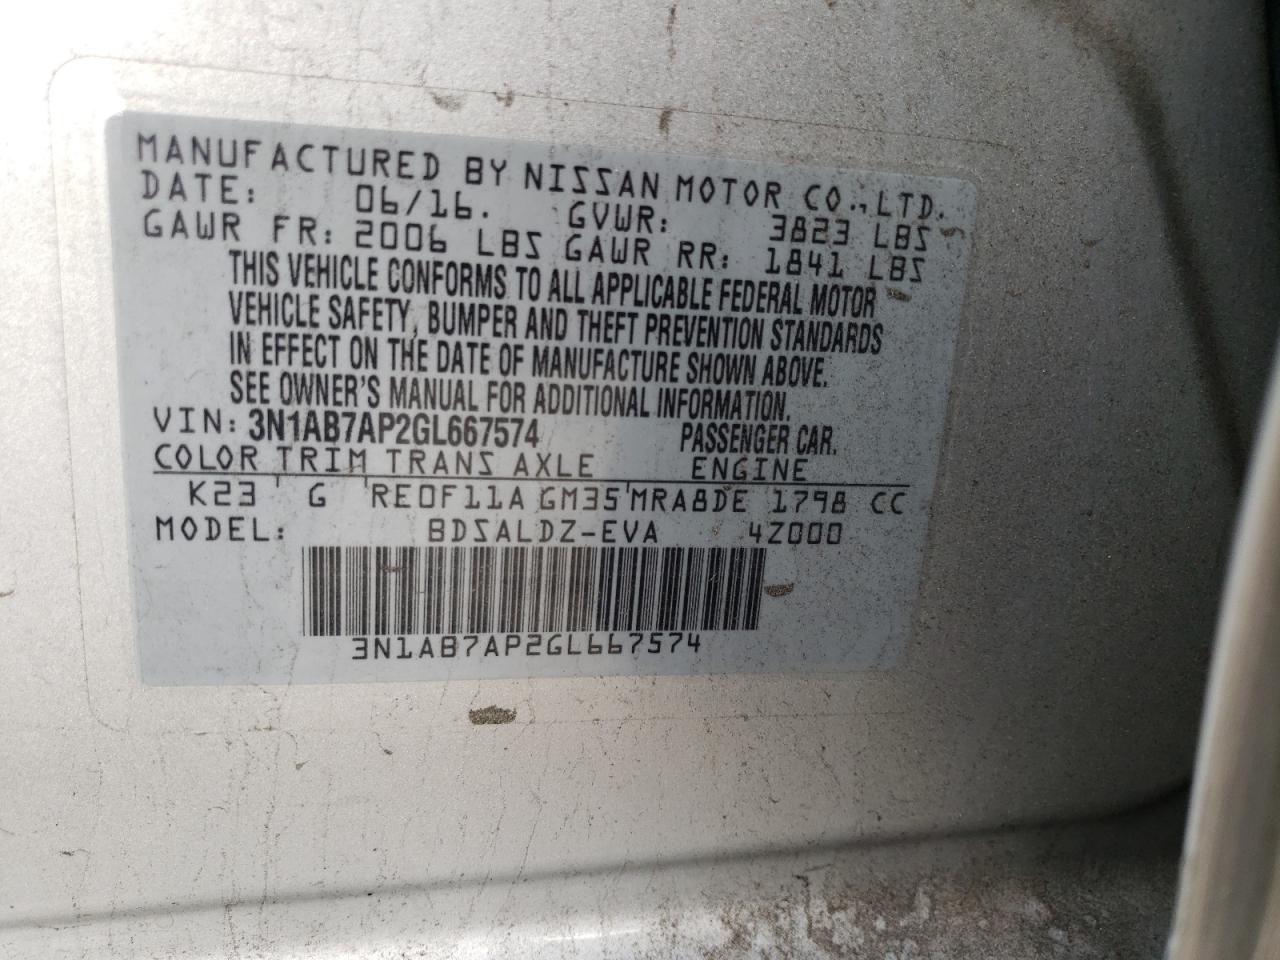 MANUFACTURED BY NISSAN MOTOR CO., LTD.
DATE: 06/16. GVWR: 3823 LBS
GAWR FR: 2006 LBS GAWR RR: 1841 LBS
THIS VEHICLE CONFORMS TO ALL APPLICABLE FEDERAL MOTOR
VEHICLE SAFETY, BUMPER AND THEFT PREVENTION STANDARDS
IN EFFECT ON THE DATE OF MANUFACTURE SHOWN ABOVE.
SEE OWNER'S MANUAL FOR ADDITIONAL INFORMATION.
VIN: 3N1AB7AP2GL667574 PASSENGER CAR.
COLOR TRIM TRANS AXLE ENGINE
K23 G RE0F11A GM35 MRA8DE 1798 CC
MODEL: BDSALDZ-EVA 4Z000
3N1AB7AP2GL667574